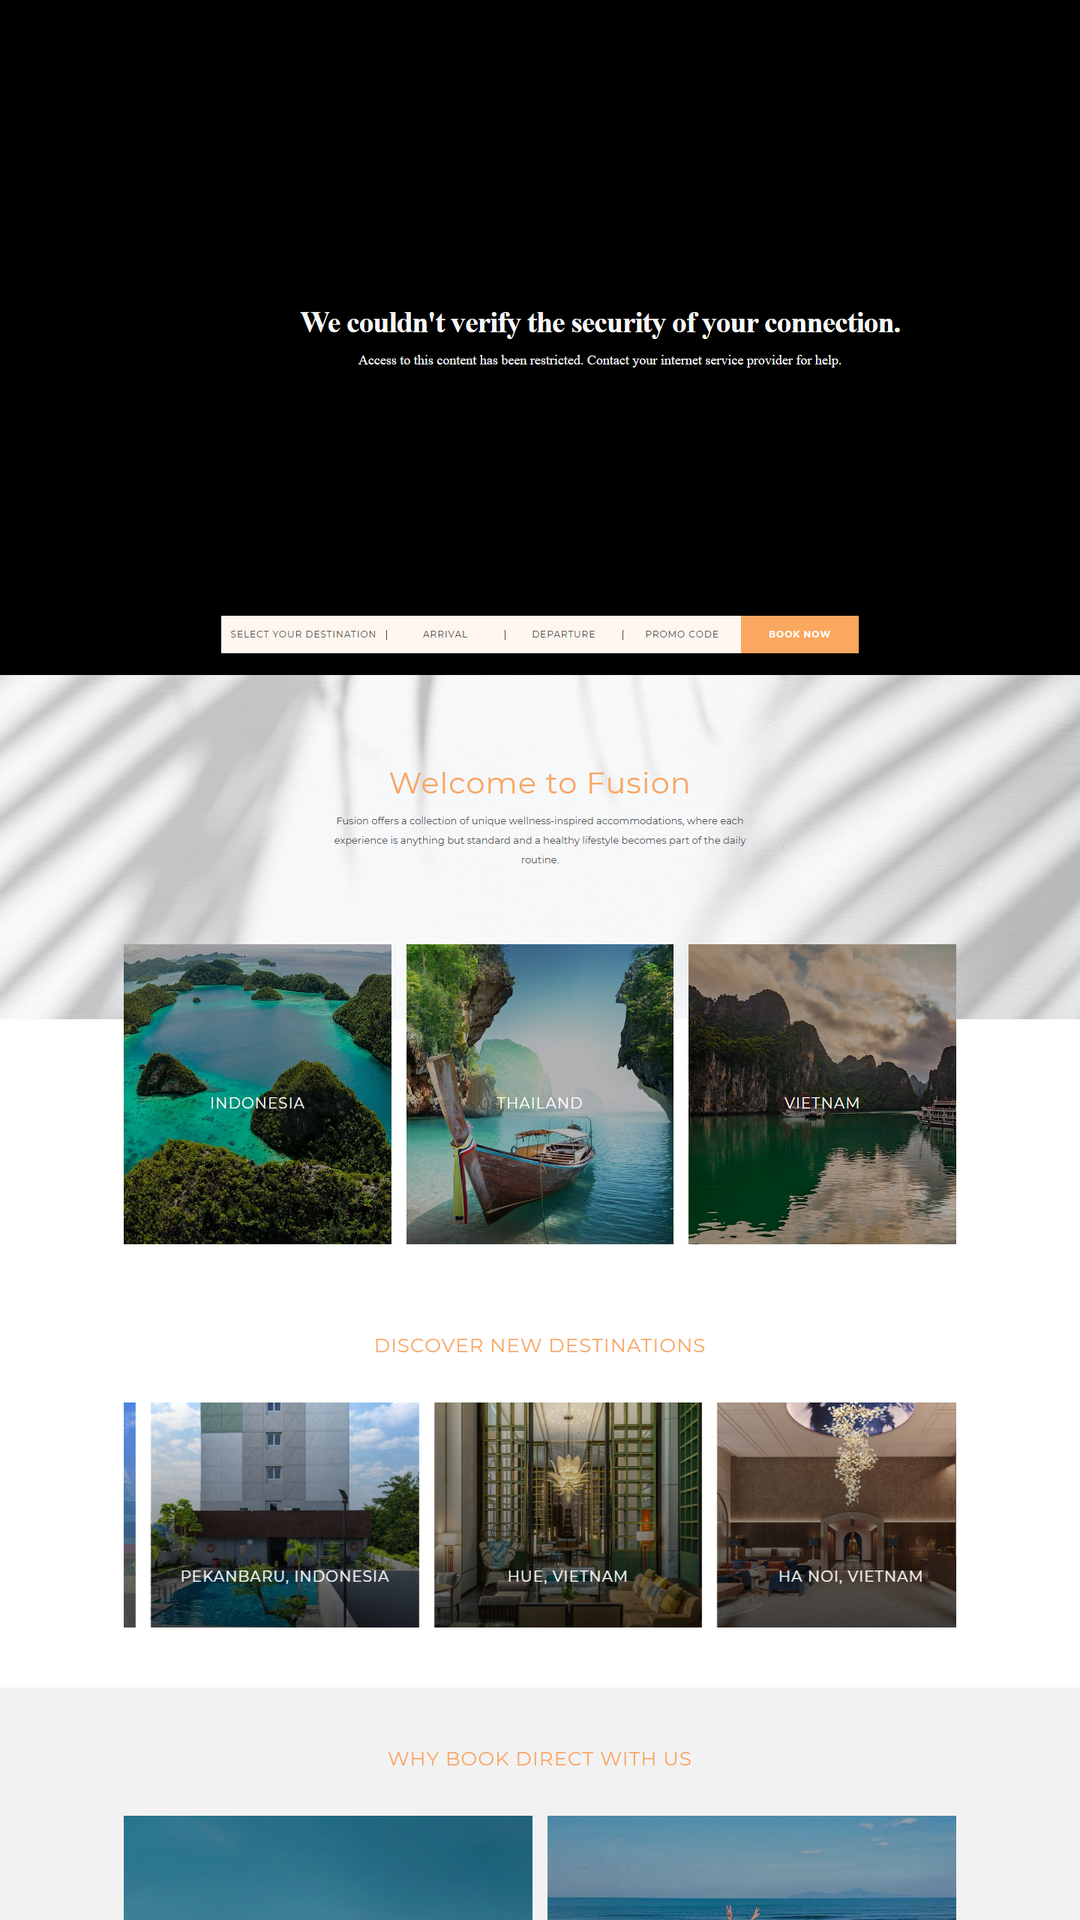 We couldn't verify the security of your connection.
Access to this content has been restricted. Contact your internet service provider for help.
SELECT YOUR DESTINATION | ARRIVAL | DEPARTURE | PROMO CODE BOOK NOW
Welcome to Fusion
Fusion offers a collection of unique wellness-inspired accommodations, where each
experience is anything but standard and a healthy lifestyle becomes part of the daily
routine.
INDONESIA
THAILAND
VIETNAM
DISCOVER NEW DESTINATIONS
PEKANBARU, INDONESIA
HUE, VIETNAM
HA NOI, VIETNAM
WHY BOOK DIRECT WITH US